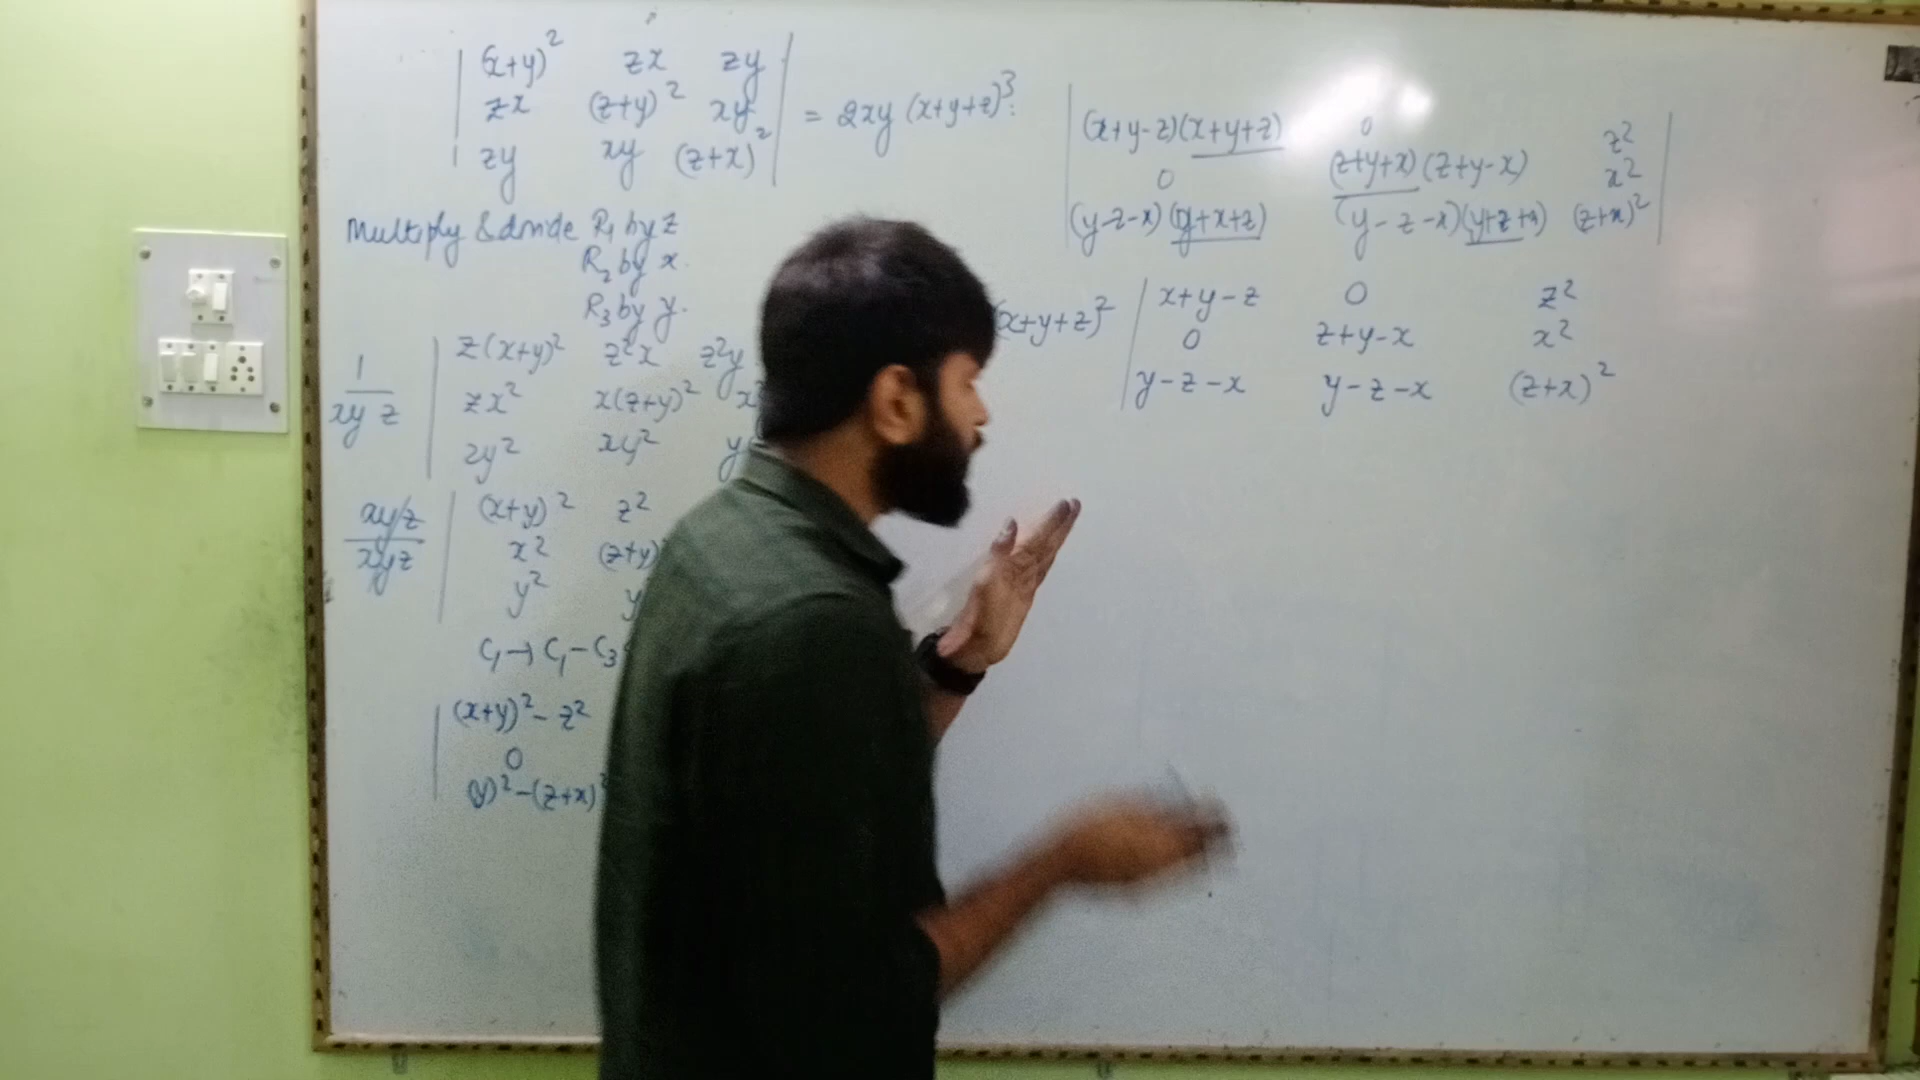 (x+y)² zx zy
zx (z+y)² xy = 2xy (x+y+z)³.
zy xy (z+x)²
Multiply & divide R₁ by z
R₂ by x.
R₃ by y.
1/xyz
z(x+y)² z²x z²y
zx² x(z+y)²
zy² xy²
xyz/xyz
(x+y)² z²
x² (z+y)
y²
C₁→C₁-C₃
(x+y)²- z²
0
(y)²-(z+x)²
(x+y-z)(x+y+z) 0 z²
0 (z+y+x)(z+y-x) x²
(y-z-x)(y+x+z) (y-z-x)(y+z+x) (z+x)²
(x+y+z)²
x+y-z 0 z²
0 z+y-x x²
y-z-x y-z-x (z+x)²